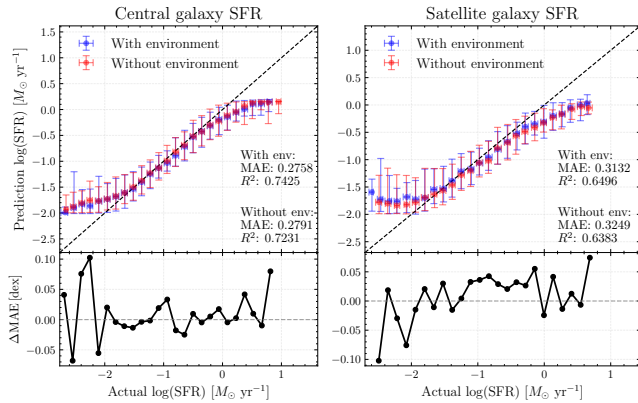 Central galaxy SFR
Satellite galaxy SFR
With environment
Without environment
With environment
Without environment
1.0
0.5
0.0
−0.5
−1.0
−1.5
−2.0
−2.5
Prediction log(SFR) [M⊙ yr⁻¹]
With env:
MAE: 0.2758
R²: 0.7425
Without env:
MAE: 0.2791
R²: 0.7231
1.0
0.5
0.0
−0.5
−1.0
−1.5
−2.0
−2.5
With env:
MAE: 0.3132
R²: 0.6496
Without env:
MAE: 0.3249
R²: 0.6383
0.10
0.05
0.00
−0.05
ΔMAE[dex]
0.05
0.00
−0.05
−0.10
−2 −1 0 1
−2 −1 0 1
Actual log(SFR) [M⊙ yr⁻¹]
Actual log(SFR) [M⊙ yr⁻¹]